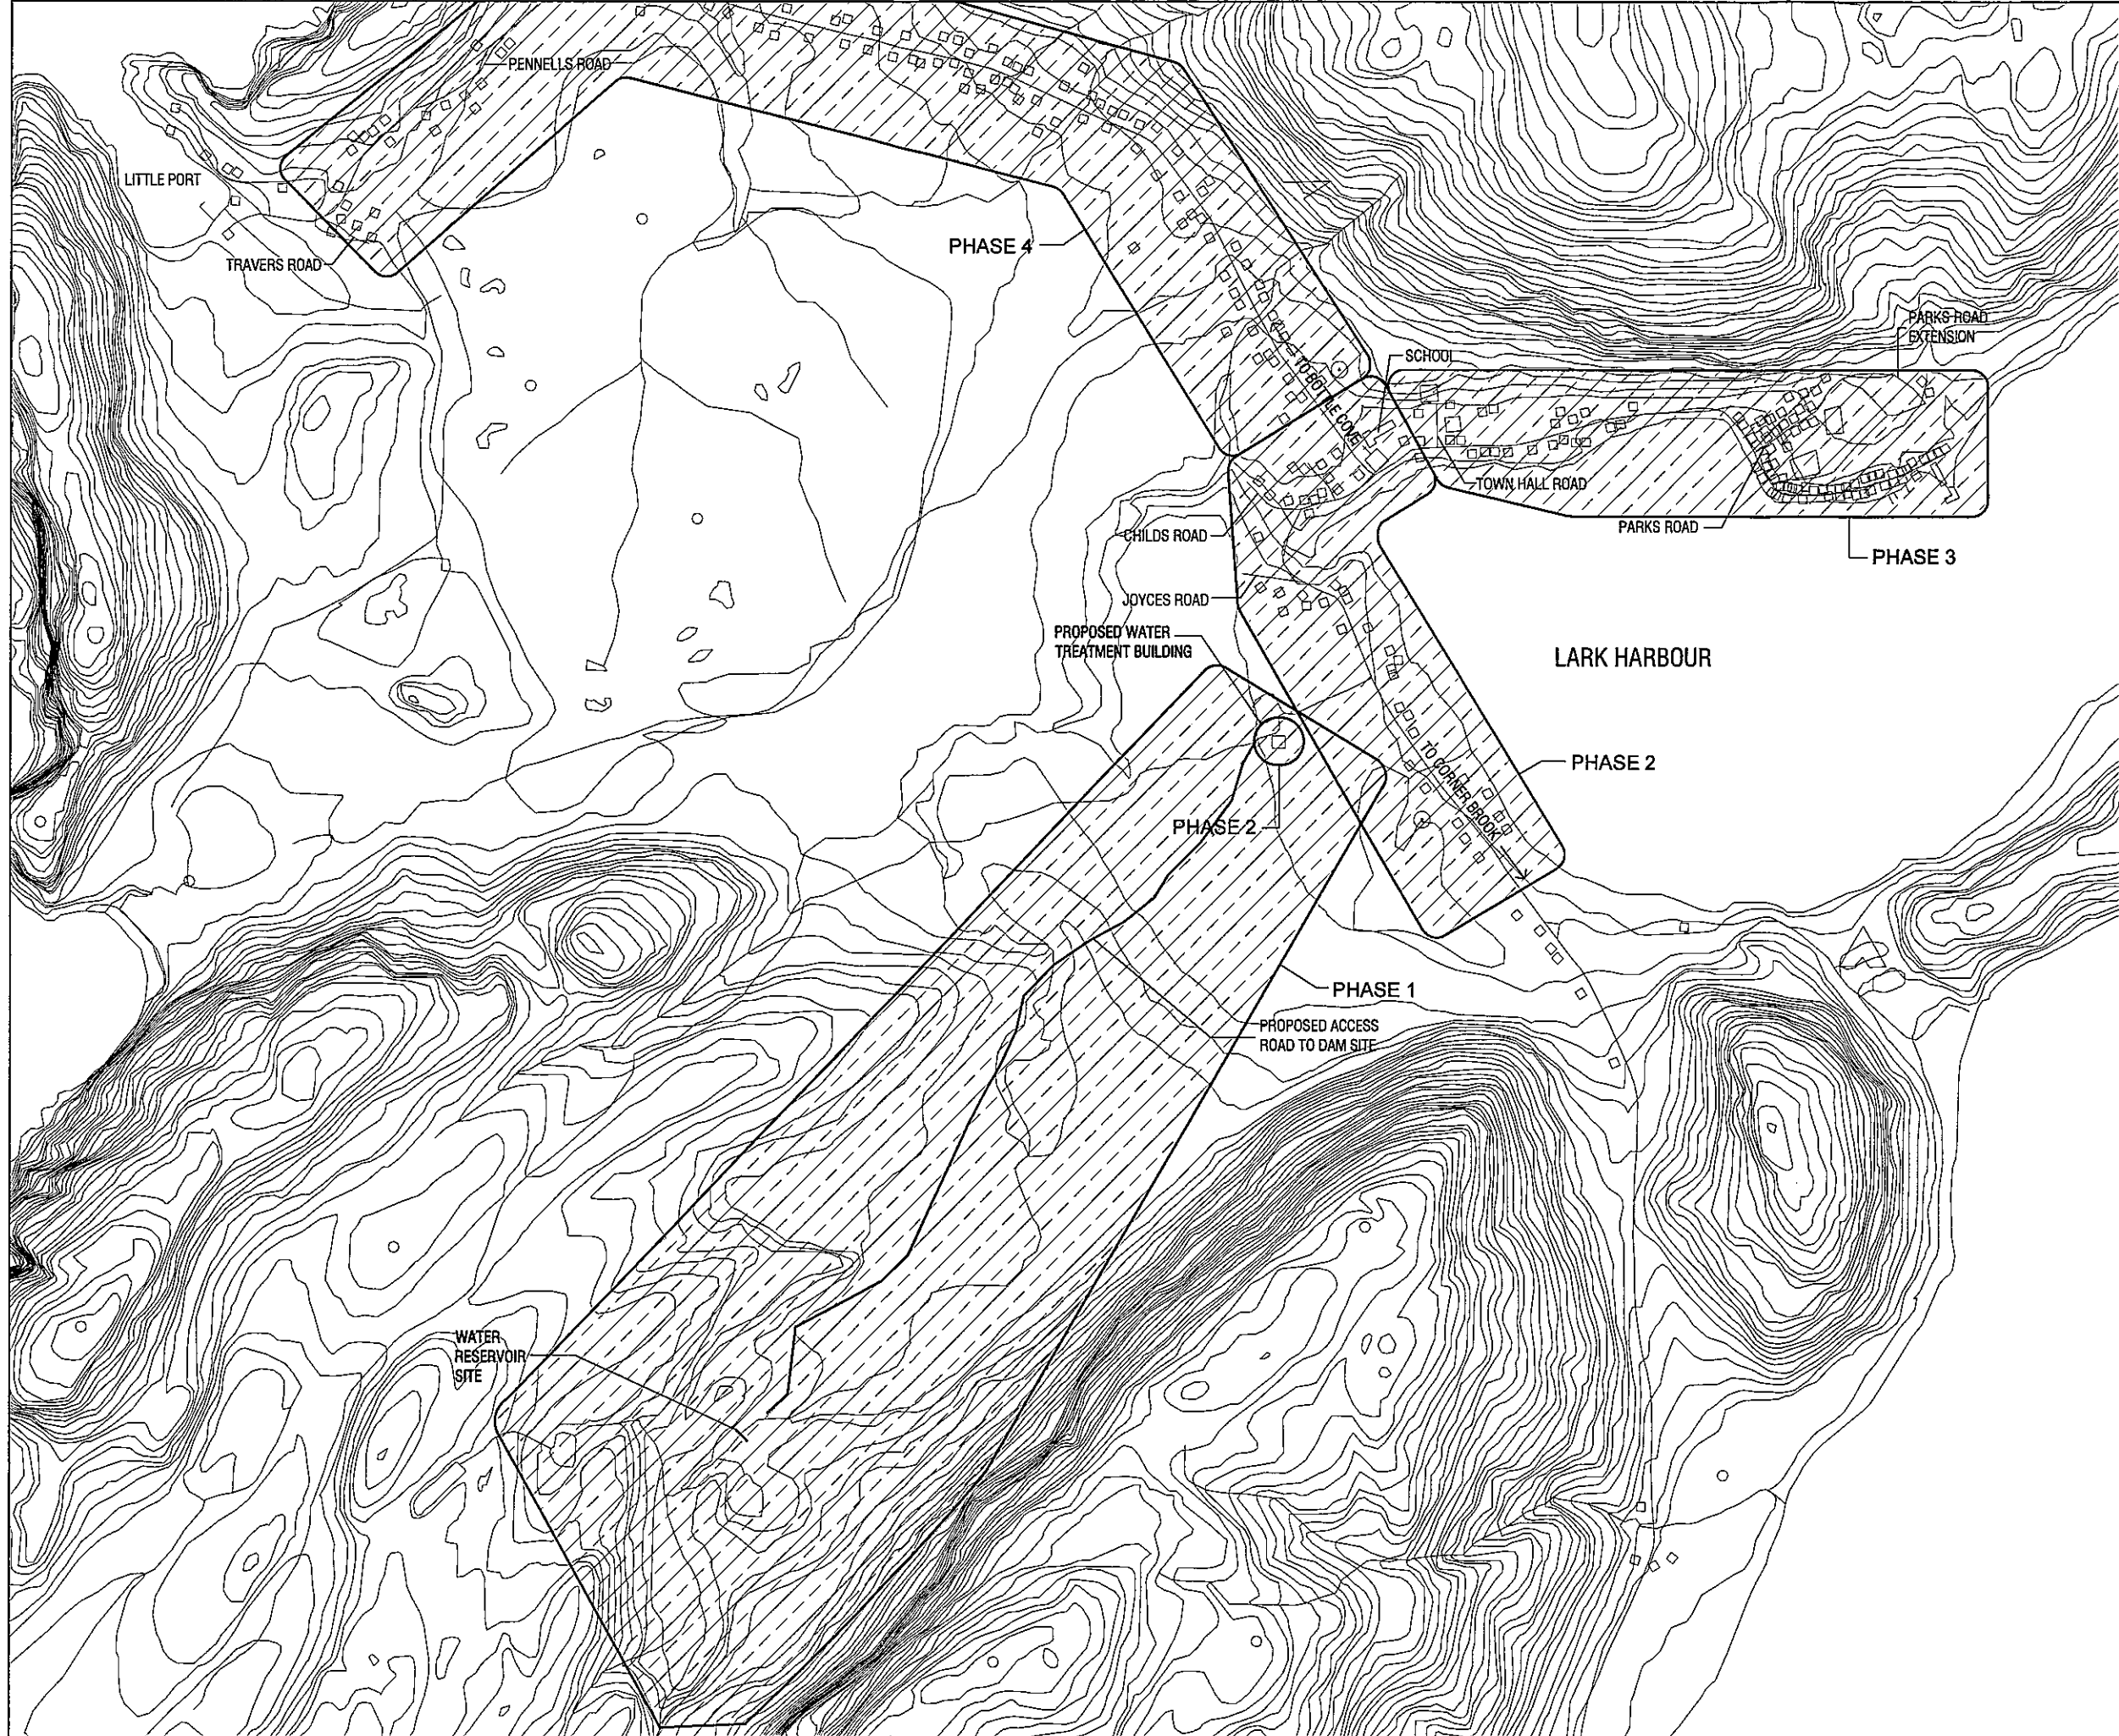 PENNELLS ROAD
LITTLE PORT
TRAVERS ROAD
PHASE 4
PARKS ROAD
EXTENSION
SCHOOL
TO BOTTLE COVE
TOWN HALL ROAD
PARKS ROAD
CHILDS ROAD
PHASE 3
JOYCES ROAD
PROPOSED WATER
TREATMENT BUILDING
LARK HARBOUR
PHASE 2
TO CORNER BROOK
PHASE 2
PHASE 1
PROPOSED ACCESS
ROAD TO DAM SITE
WATER
RESERVOIR
SITE